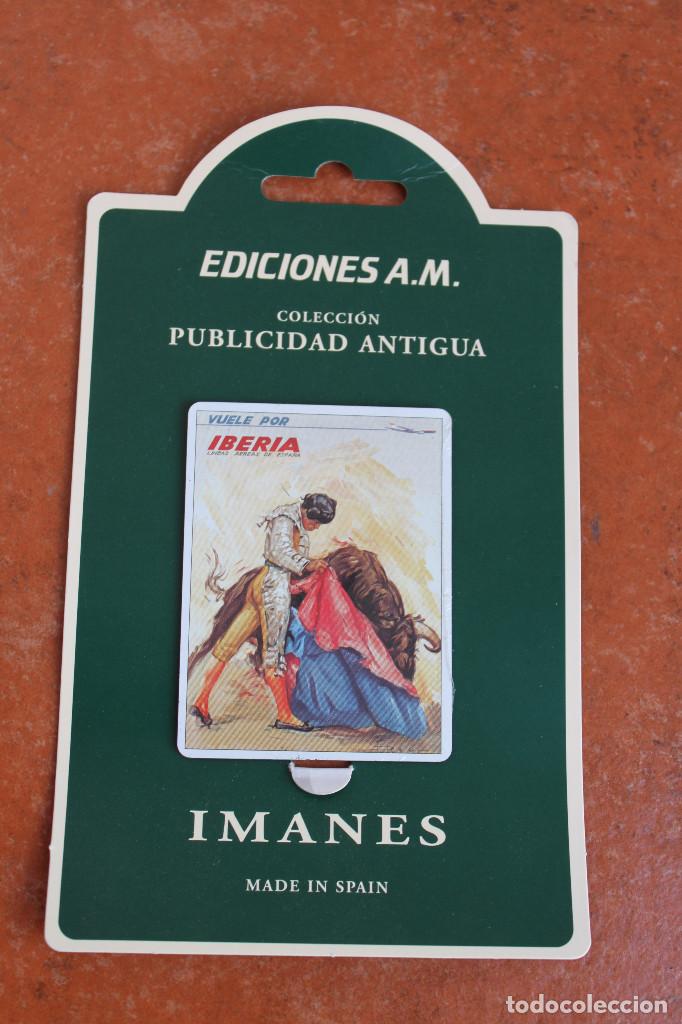 EDICIONES A.M.
COLECCIÓN
PUBLICIDAD ANTIGUA
VUELE POR
IBERIA
LINEAS AEREAS DE ESPAÑA
IMANES
MADE IN SPAIN
todocoleccion